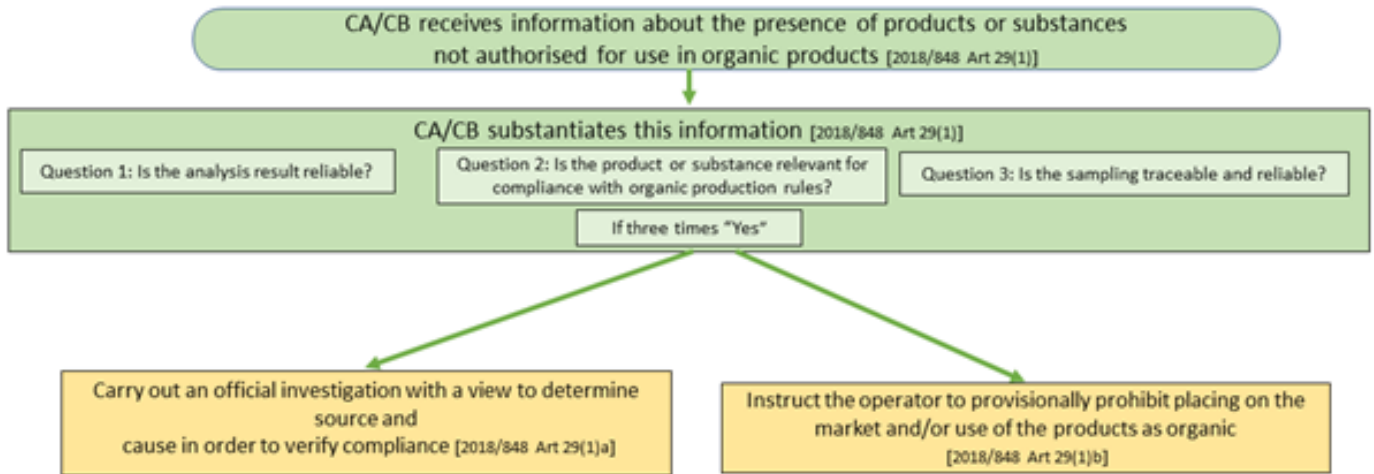 CA/CB receives information about the presence of products or substances
not authorised for use in organic products [2018/848 Art 29(1)]
CA/CB substantiates this information [2018/848 Art 29(1)]
Question 1: Is the analysis result reliable?
Question 2: Is the product or substance relevant for
compliance with organic production rules?
Question 3: Is the sampling traceable and reliable?
If three times "Yes"
Carry out an official investigation with a view to determine
source and
cause in order to verify compliance [2018/848 Art 29(1)a]
Instruct the operator to provisionally prohibit placing on the
market and/or use of the products as organic
[2018/848 Art 29(1)b]